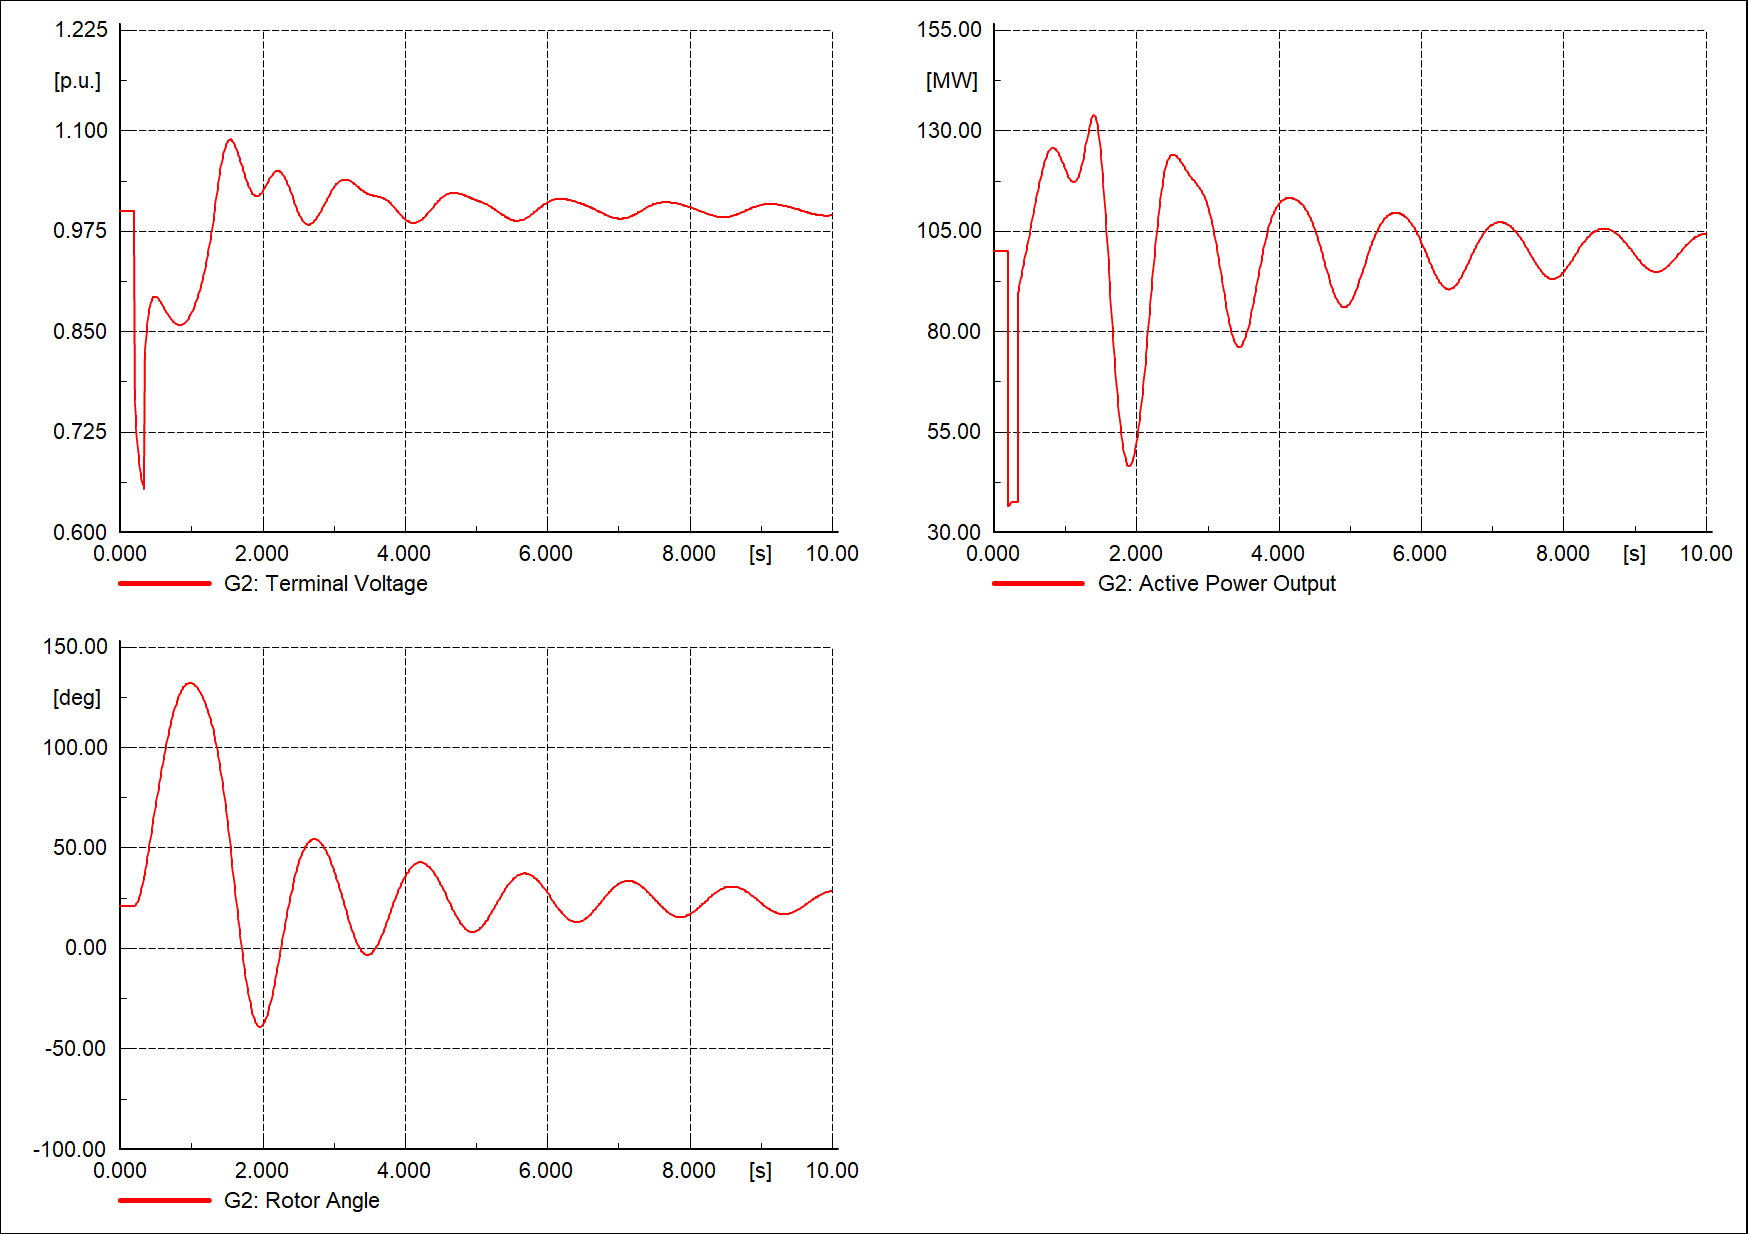 1.225
[p.u.]
1.100
0.975
0.850
0.725
0.600
0.000 2.000 4.000 6.000 8.000 [s] 10.00
G2: Terminal Voltage
155.00
[MW]
130.00
105.00
80.00
55.00
30.00
0.000 2.000 4.000 6.000 8.000 [s] 10.00
G2: Active Power Output
150.00
[deg]
100.00
50.00
0.00
-50.00
-100.00
0.000 2.000 4.000 6.000 8.000 [s] 10.00
G2: Rotor Angle